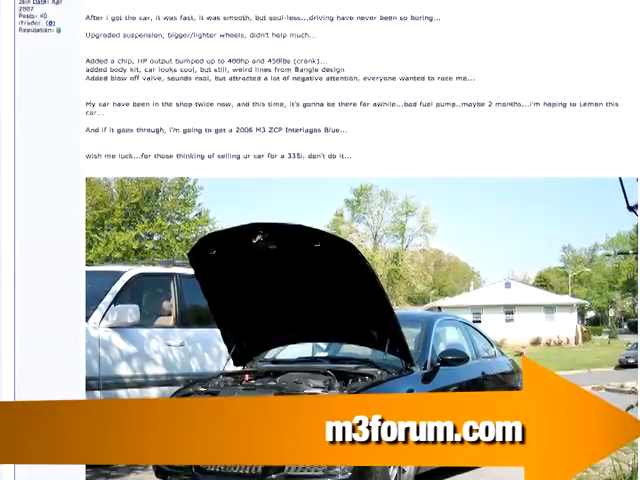 Join Date: Apr
2007
Posts: 40
iTrader: (0)
Reputation:
After i got the car, it was fast, it was smooth, but soul-less...driving have never been so boring...
Upgraded suspension, bigger/lighter wheels, didn't help much...
Added a chip, HP output bumped up to 400hp and 450lbs (crank)...
added body kit, car looks cool, but still, weird lines from Bangle design
Added blow off valve, sounds cool, but attracted a lot of negative attention, everyone wanted to race me...
My car have been in the shop twice now, and this time, it's gonna be there for awhile...bad fuel pump..maybe 2 months...i'm hoping to Lemon this
car...
And if it goes through, i'm going to get a 2006 M3 ZCP Interlagos Blue...
wish me luck...for those thinking of selling ur car for a 335i, don't do it...
m3forum.com